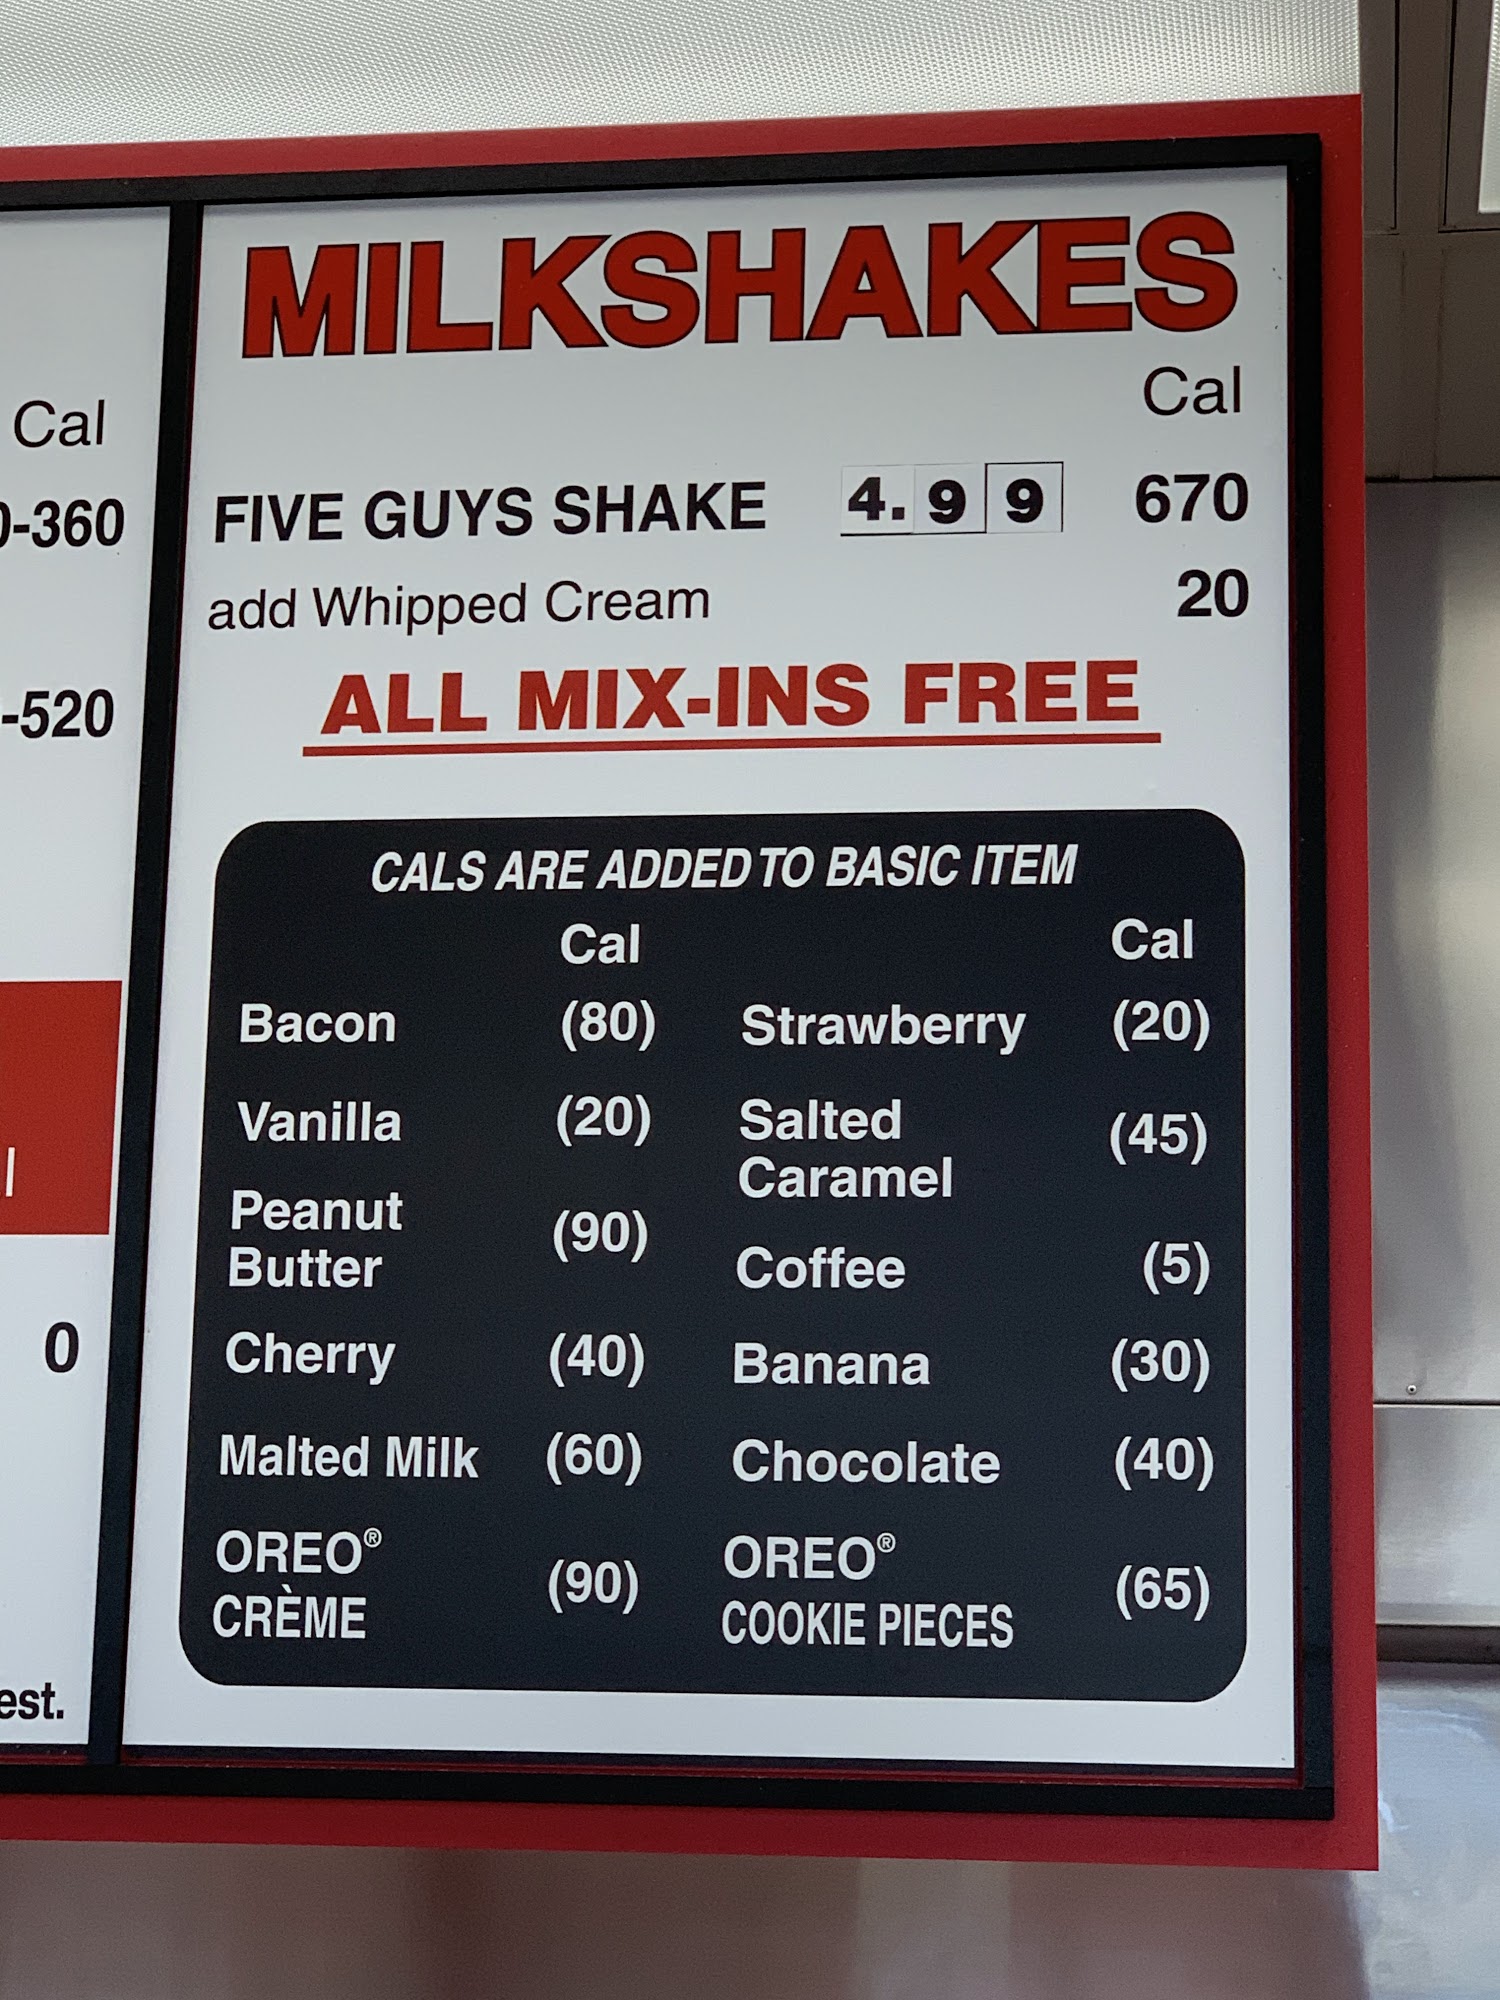 Cal
0-360
-520
0
est.
MILKSHAKES
Cal
FIVE GUYS SHAKE 4.99 670
add Whipped Cream 20
ALL MIX-INS FREE
CALS ARE ADDED TO BASIC ITEM
Cal Cal
Bacon (80) Strawberry (20)
Vanilla (20) Salted
Caramel (45)
Peanut
Butter (90)
Coffee (5)
Cherry (40) Banana (30)
Malted Milk (60) Chocolate (40)
OREO®
CRÈME (90)
OREO®
COOKIE PIECES (65)